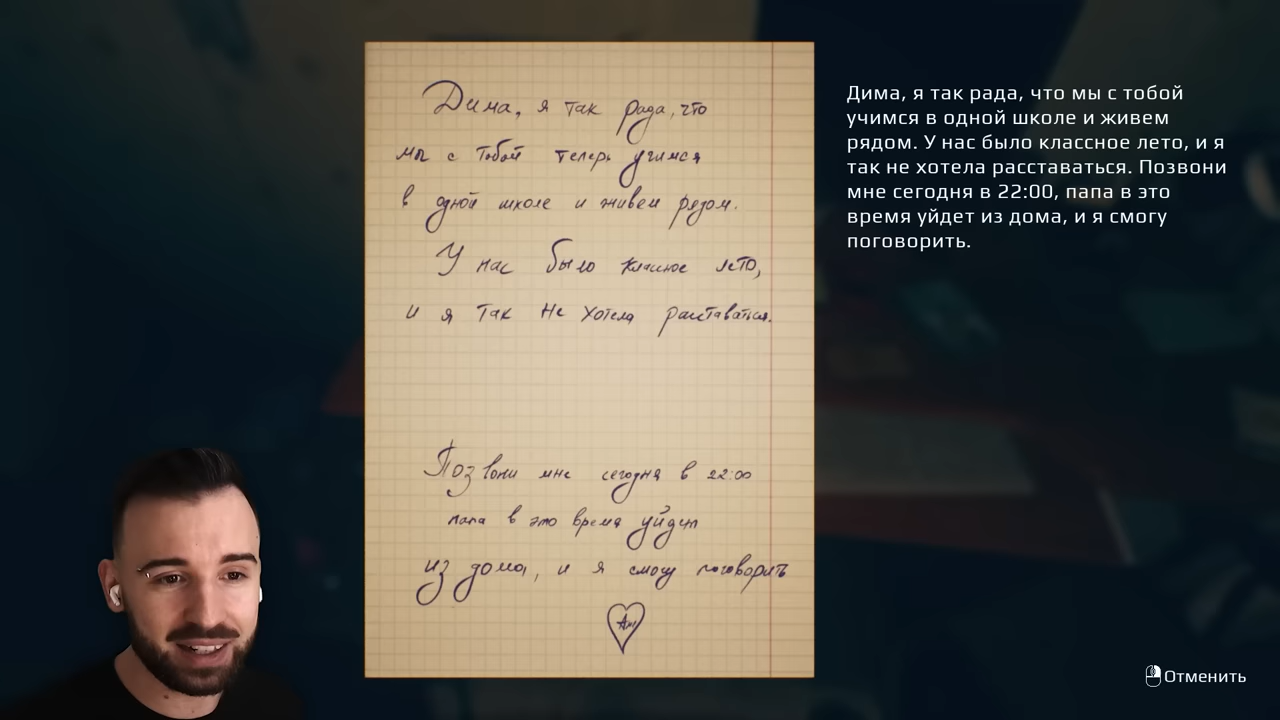 Дима, я так рада, что
мы с тобой теперь учимся
в одной школе и живем рядом.
У нас было классное лето,
и я так не хотела расставаться.
Позвони мне сегодня в 22:00
папа в это время уйдет
из дома, и я смогу поговорить
Дима, я так рада, что мы с тобой
учимся в одной школе и живем
рядом. У нас было классное лето, и я
так не хотела расставаться. Позвони
мне сегодня в 22:00, папа в это
время уйдет из дома, и я смогу
поговорить.
Отменить